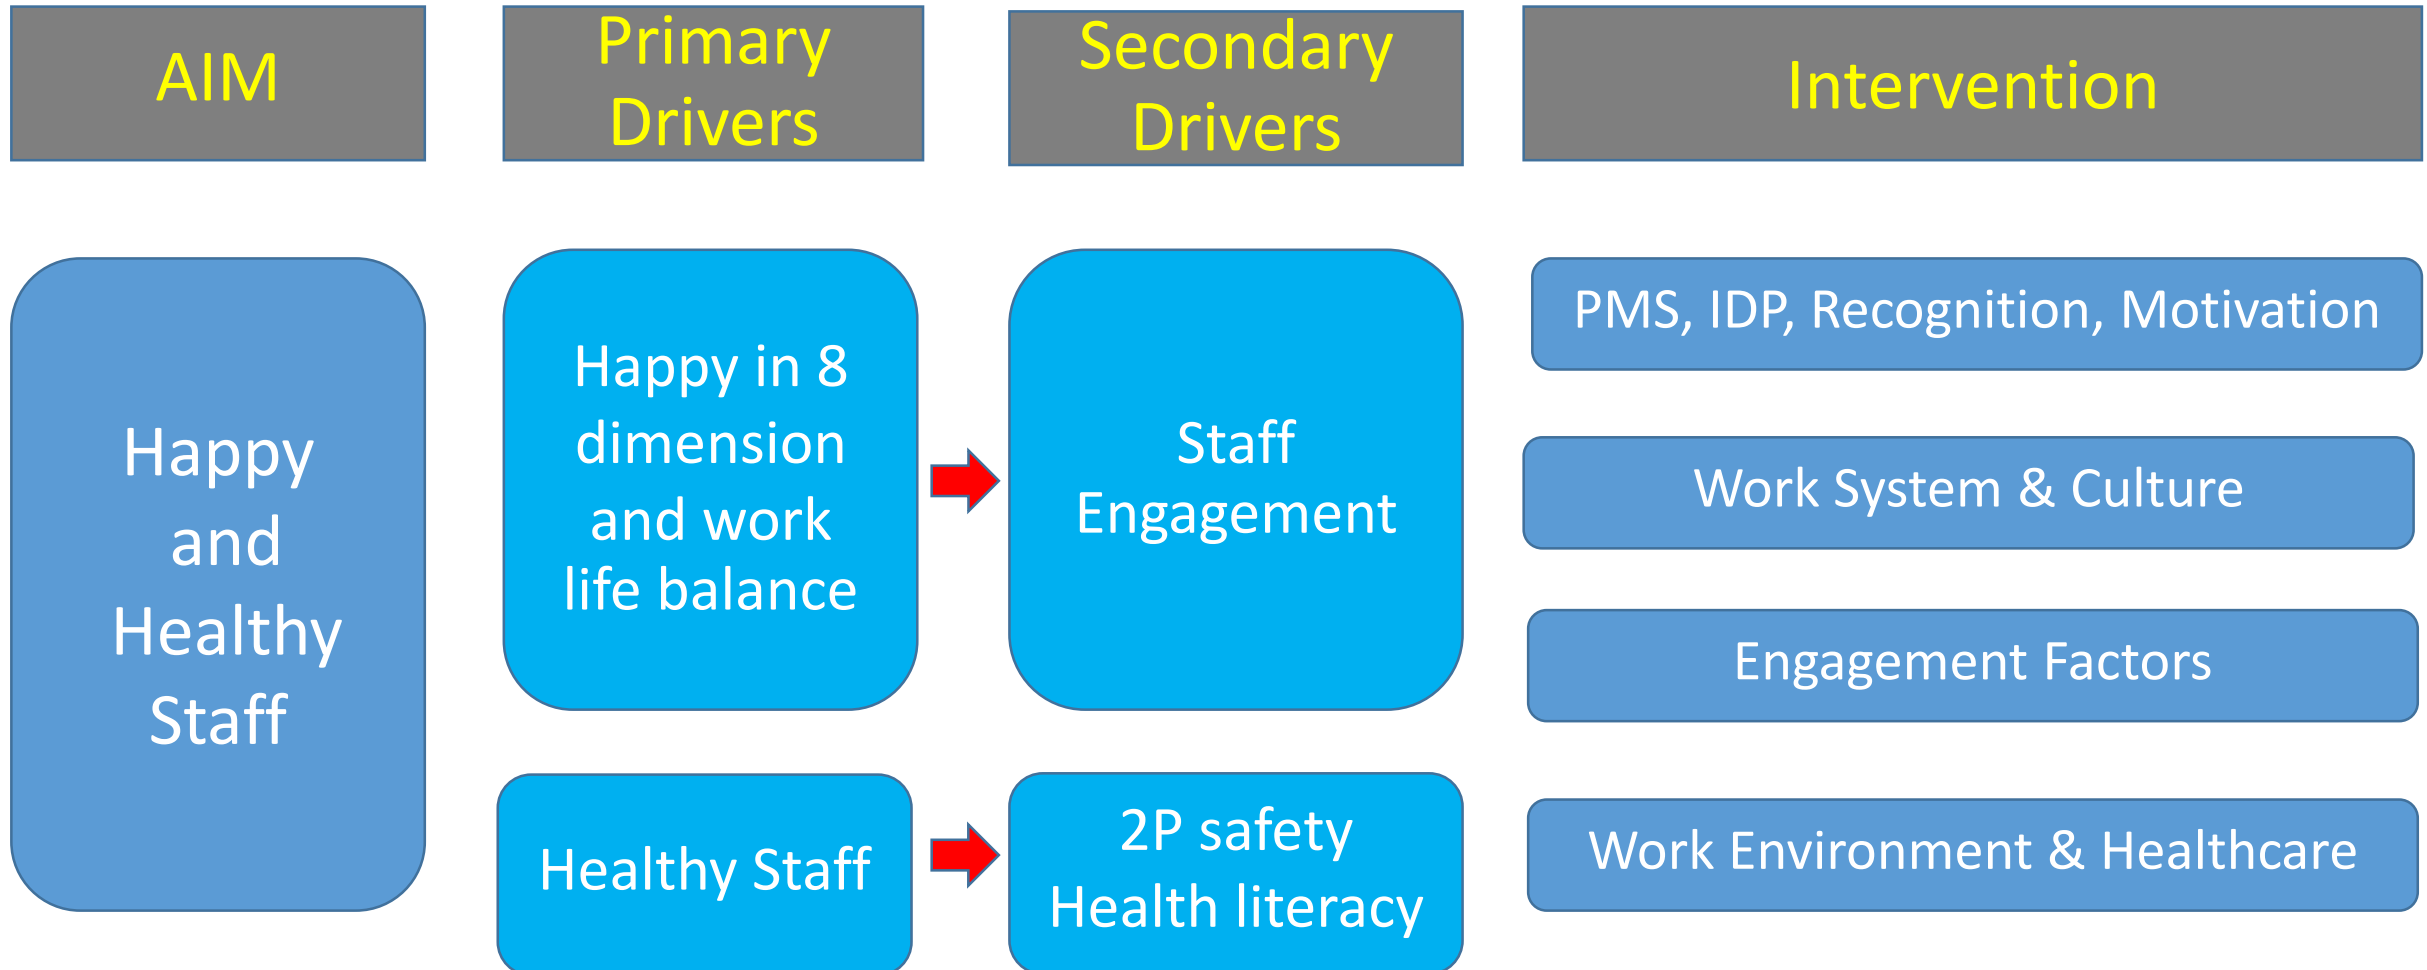 AIM
Primary
Drivers
Secondary
Drivers
Intervention
Happy
and
Healthy
Staff
Happy in 8
dimension
and work
life balance
Staff
Engagement
PMS, IDP, Recognition, Motivation
Work System & Culture
Engagement Factors
Healthy Staff
2P safety
Health literacy
Work Environment & Healthcare